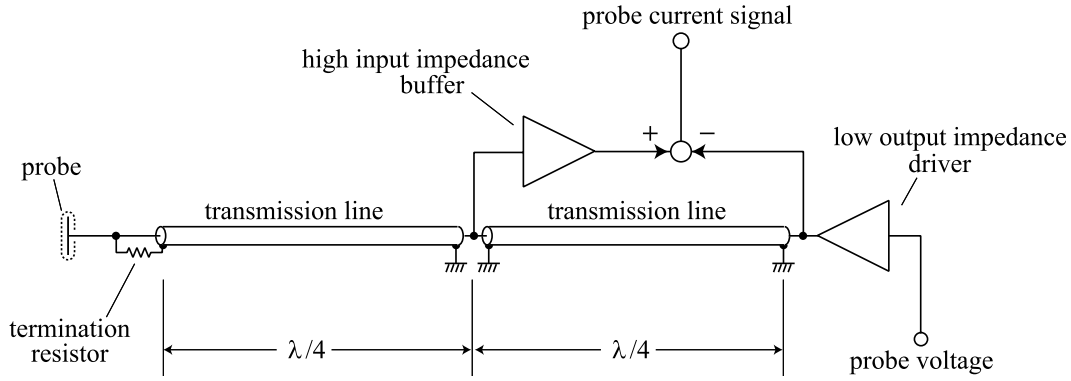 probe current signal
high input impedance
buffer
+
−
low output impedance
driver
probe
transmission line
transmission line
termination
resistor
λ/4
λ/4
probe voltage